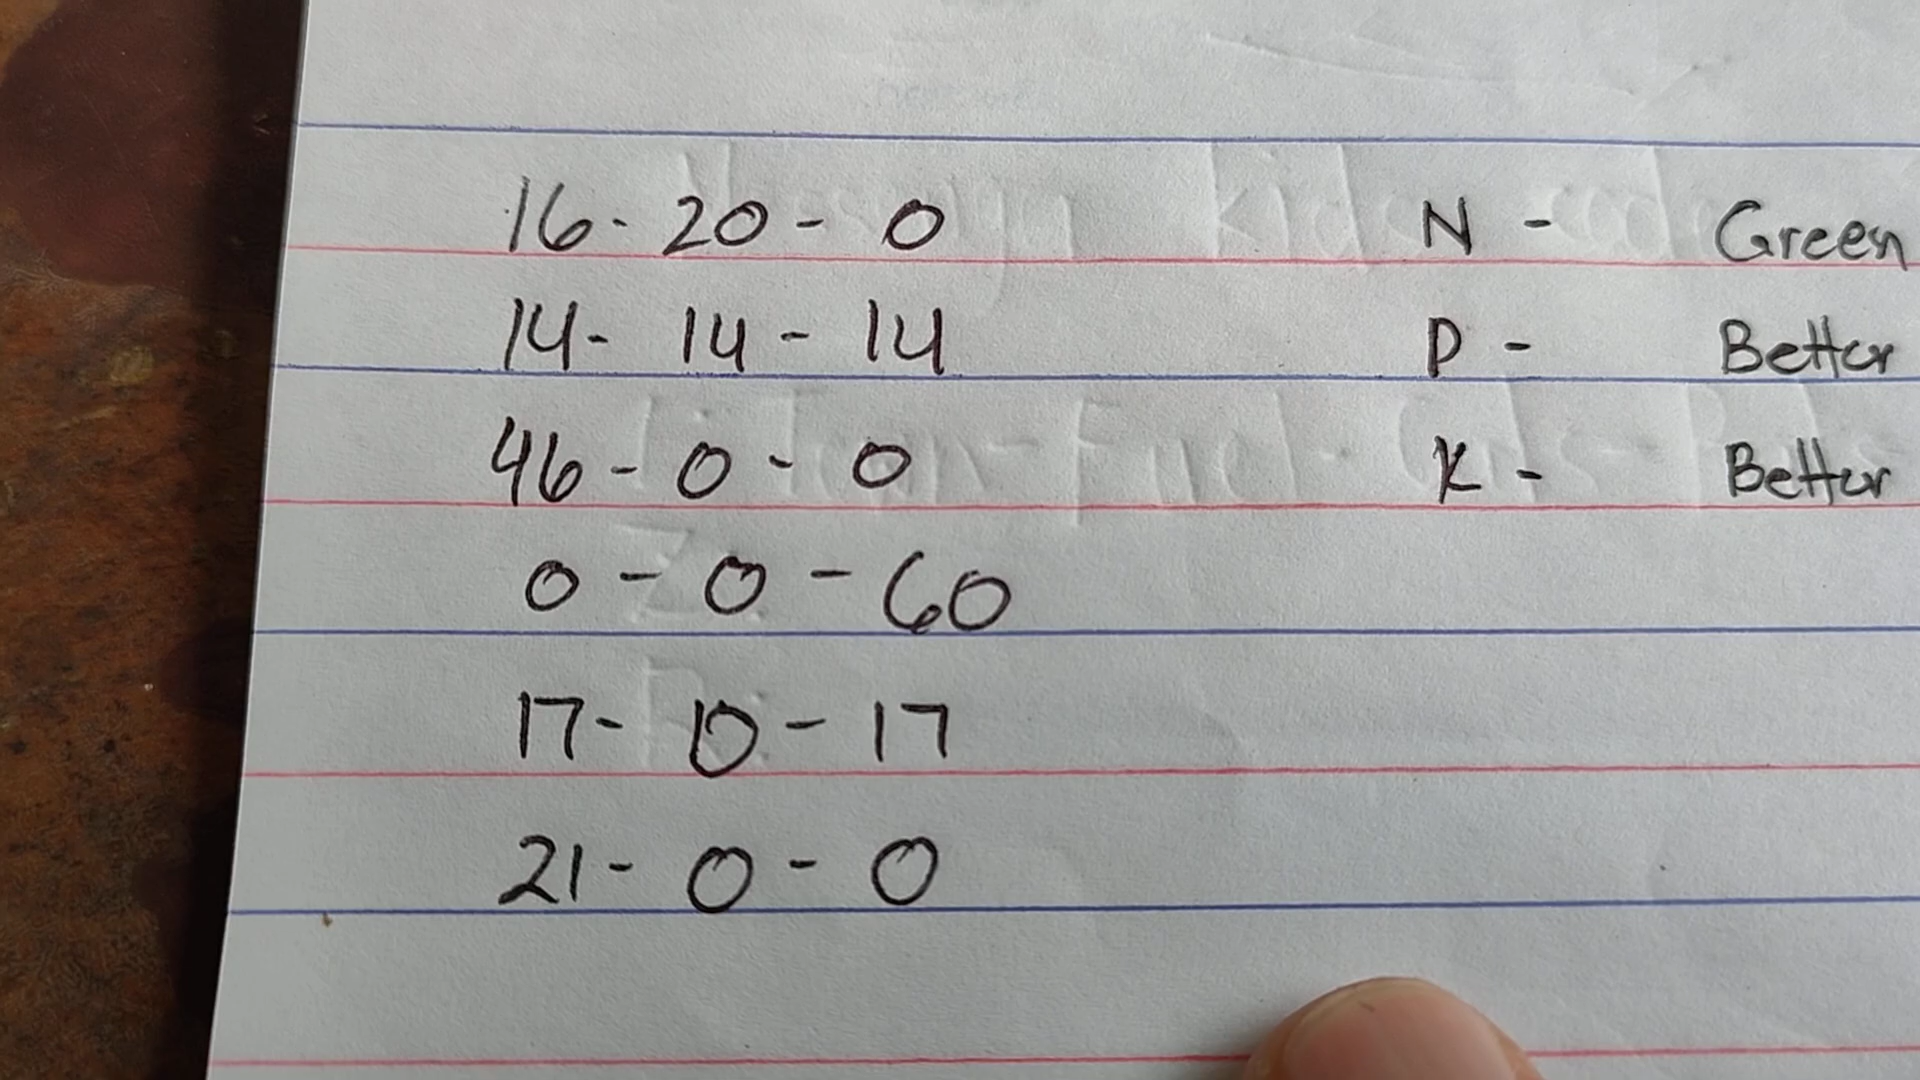 16-20-0 N - Green
14-14-14 P - Better
46-0-0 K - Better
0-0-60
17-10-17
21-0-0